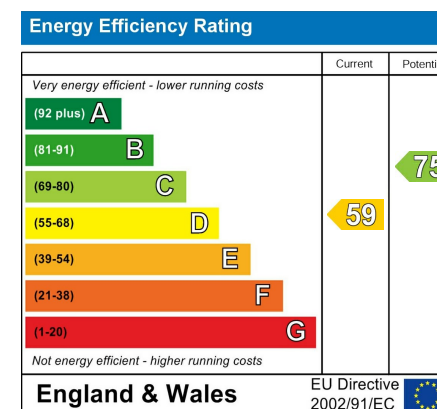 Energy Efficiency Rating
Current Potenti
Very energy efficient - lower running costs
(92 plus) A
(81-91) B
(69-80) C
75
(55-68) D
59
(39-54) E
(21-38) F
(1-20) G
Not energy efficient - higher running costs
England & Wales
EU Directive
2002/91/EC